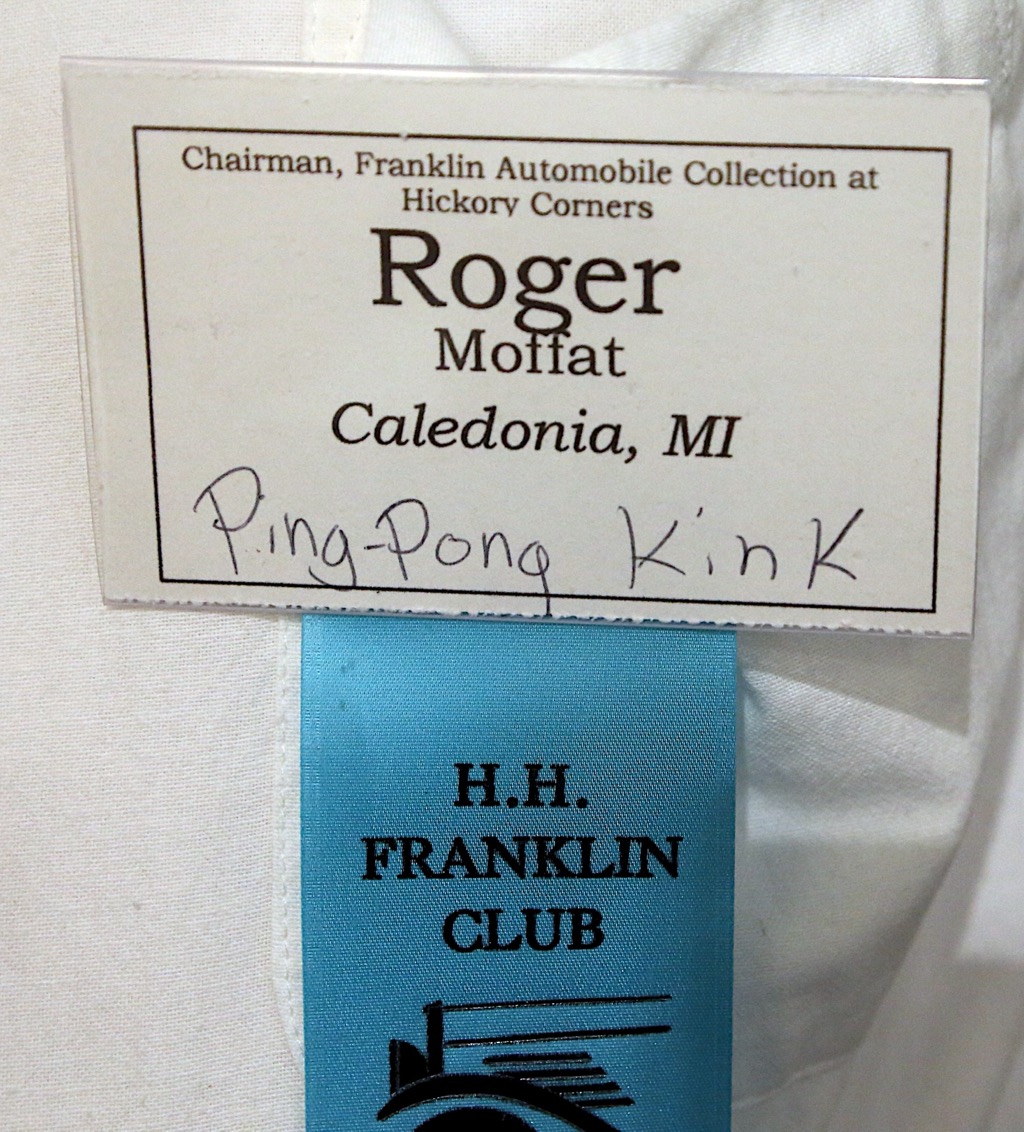 Chairman, Franklin Automobile Collection at
Hickory Corners
Roger
Moffat
Caledonia, MI
Ping-Pong Kink
H.H.
FRANKLIN
CLUB